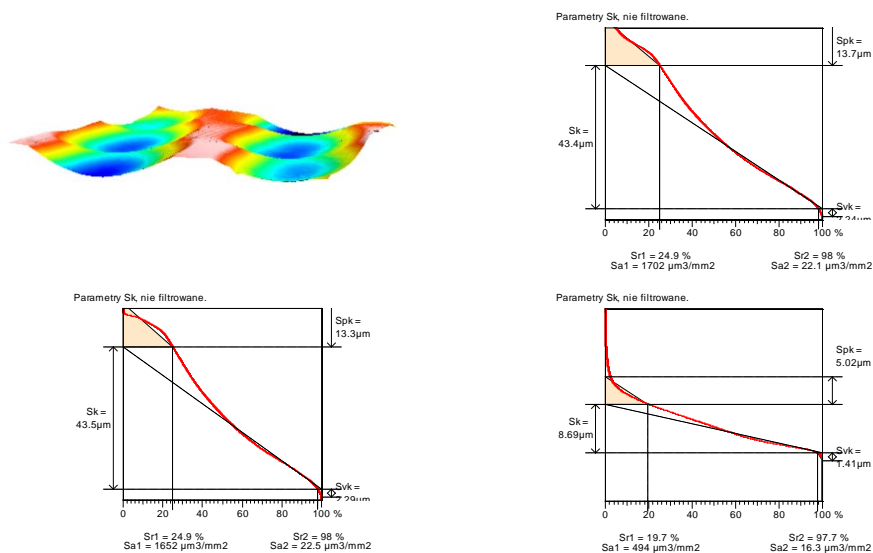 Parametry Sk, nie filtrowane.
Spk =
13.7µm
Sk =
43.4µm
Svk =
0 20 40 60 80 100 %
Sr1 = 24.9 % Sr2 = 98 %
Sa1 = 1702 µm3/mm2 Sa2 = 22.1 µm3/mm2
Parametry Sk, nie filtrowane.
Spk =
13.3µm
Sk =
43.5µm
Svk =
0 20 40 60 80 100 %
Sr1 = 24.9 % Sr2 = 98 %
Sa1 = 1652 µm3/mm2 Sa2 = 22.5 µm3/mm2
Parametry Sk, nie filtrowane.
Spk =
5.02µm
Sk =
8.69µm
Svk =
1.41µm
0 20 40 60 80 100 %
Sr1 = 19.7 % Sr2 = 97.7 %
Sa1 = 494 µm3/mm2 Sa2 = 16.3 µm3/mm2